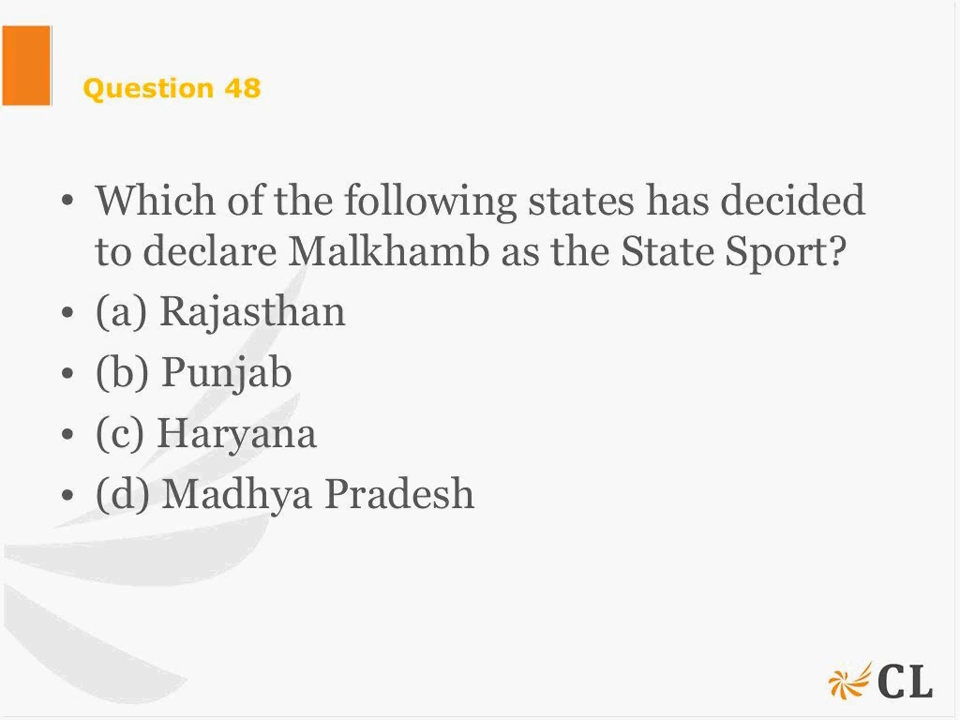 Question 48
• Which of the following states has decided
to declare Malkhamb as the State Sport?
• (a) Rajasthan
• (b) Punjab
• (c) Haryana
• (d) Madhya Pradesh
CL